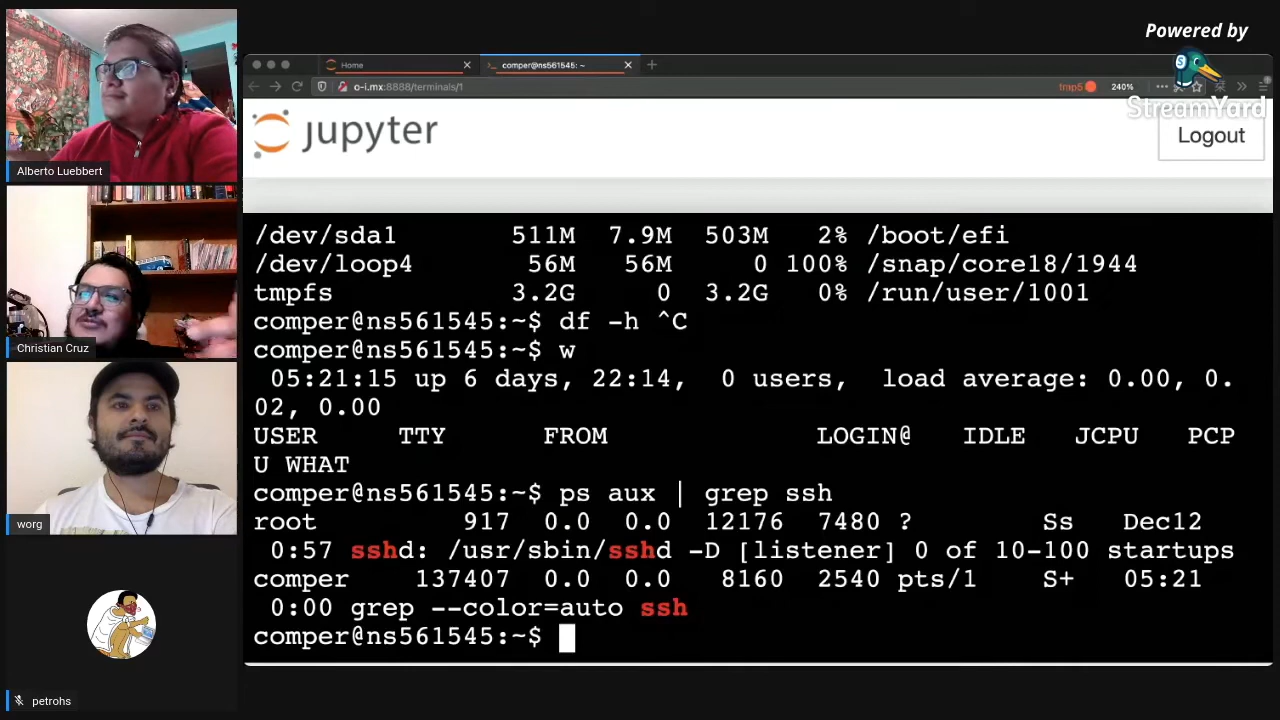 Powered by
StreamYard
Home
comper@ns561545: ~
o-i.mx:8888/terminals/1
tmp5
240%
jupyter
Logout
/dev/sda1 511M 7.9M 503M 2% /boot/efi
/dev/loop4 56M 56M 0 100% /snap/core18/1944
tmpfs 3.2G 0 3.2G 0% /run/user/1001
comper@ns561545:~$ df -h ^C
comper@ns561545:~$ w
05:21:15 up 6 days, 22:14, 0 users, load average: 0.00, 0.
02, 0.00
USER TTY FROM LOGIN@ IDLE JCPU PCP
U WHAT
comper@ns561545:~$ ps aux | grep ssh
root 917 0.0 0.0 12176 7480 ? Ss Dec12
0:57 sshd: /usr/sbin/sshd -D [listener] 0 of 10-100 startups
comper 137407 0.0 0.0 8160 2540 pts/1 S+ 05:21
0:00 grep --color=auto ssh
comper@ns561545:~$
Alberto Luebbert
Christian Cruz
worg
petrohs